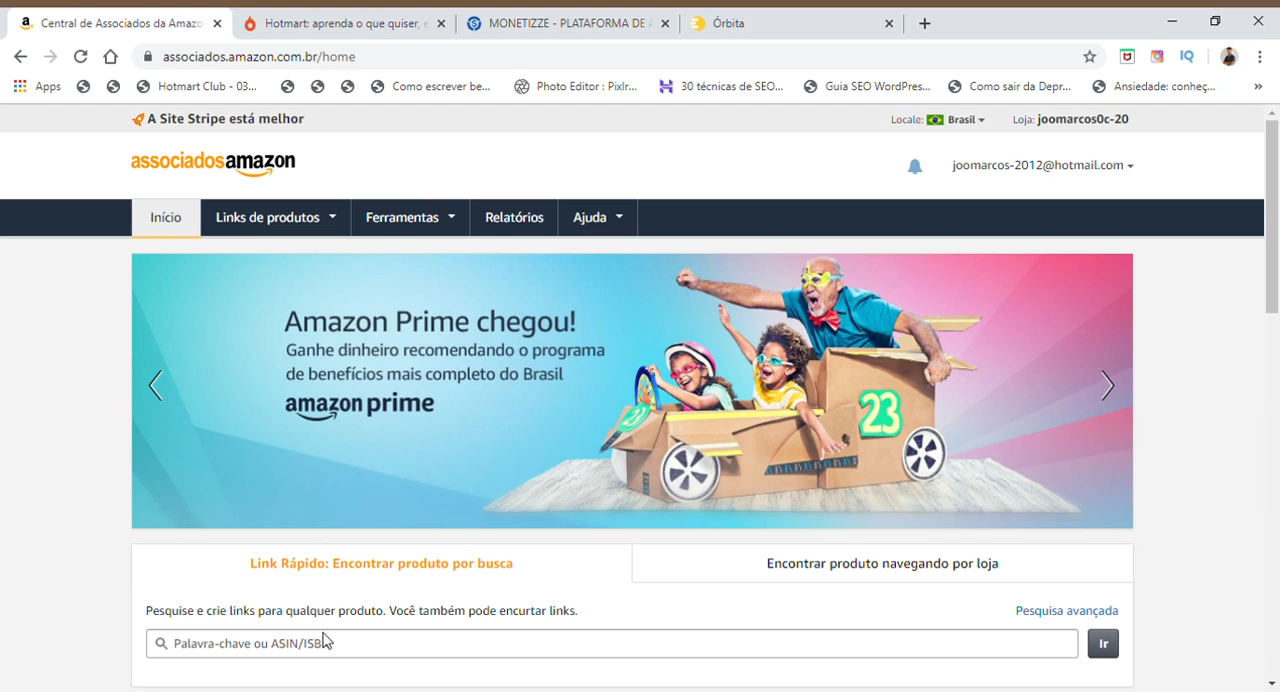 Central de Associados da Amazo
Hotmart: aprenda o que quiser, e
MONETIZZE - PLATAFORMA DE A
Órbita
associados.amazon.com.br/home
IQ
Apps
Hotmart Club - 03...
Como escrever be...
Photo Editor : Pixlr...
30 técnicas de SEO...
Guia SEO WordPres...
Como sair da Depr...
Ansiedade: conheç...
A Site Stripe está melhor
Locale: Brasil
Loja: joomarcos0c-20
associadosamazon
joomarcos-2012@hotmail.com
Início
Links de produtos
Ferramentas
Relatórios
Ajuda
Amazon Prime chegou!
Ganhe dinheiro recomendando o programa
de benefícios mais completo do Brasil
amazon prime
23
23
Link Rápido: Encontrar produto por busca
Encontrar produto navegando por loja
Pesquise e crie links para qualquer produto. Você também pode encurtar links.
Pesquisa avançada
Palavra-chave ou ASIN/ISB
Ir